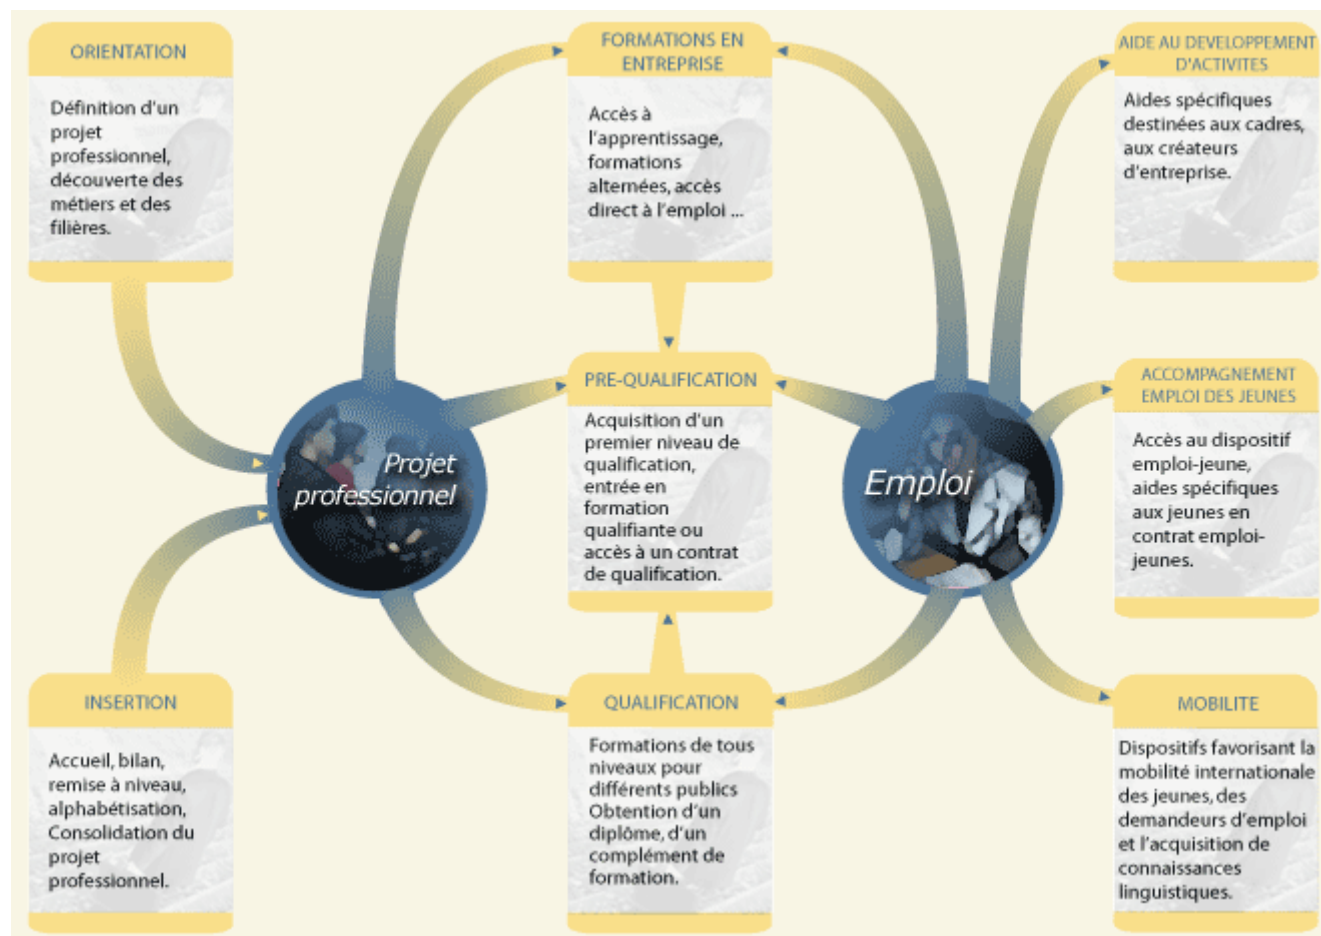 ORIENTATION
Définition d'un
projet
professionnel,
découverte des
métiers et des
filières.
FORMATIONS EN
ENTREPRISE
Accès à
l'apprentissage,
formations
alternées, accès
direct à l'emploi ...
AIDE AU DEVELOPPEMENT
D'ACTIVITES
Aides spécifiques
destinées aux cadres,
aux créateurs
d'entreprise.
Projet
professionnel
PRE-QUALIFICATION
Acquisition d'un
premier niveau de
qualification,
entrée en
formation
qualifiante ou
accès à un contrat
de qualification.
Emploi
ACCOMPAGNEMENT
EMPLOI DES JEUNES
Accès au dispositif
emploi-jeune,
aides spécifiques
aux jeunes en
contrat emploi-
jeunes.
INSERTION
Accueil, bilan,
remise à niveau,
alphabétisation,
Consolidation du
projet
professionnel.
QUALIFICATION
Formations de tous
niveaux pour
différents publics
Obtention d'un
diplôme, d'un
complément de
formation.
MOBILITE
Dispositifs favorisant la
mobilité internationale
des jeunes, des
demandeurs d'emploi
et l'acquisition de
connaissances
linguistiques.